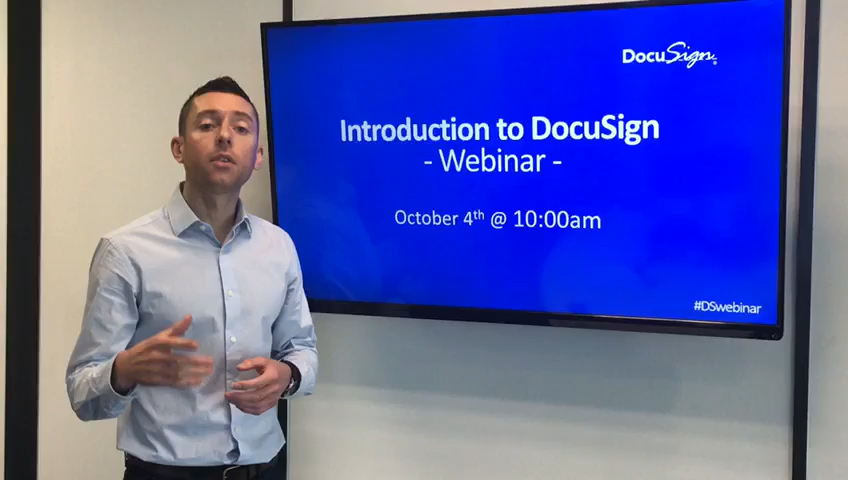 DocuSign
Introduction to DocuSign
- Webinar -
October 4th @ 10:00am
#DSwebinar